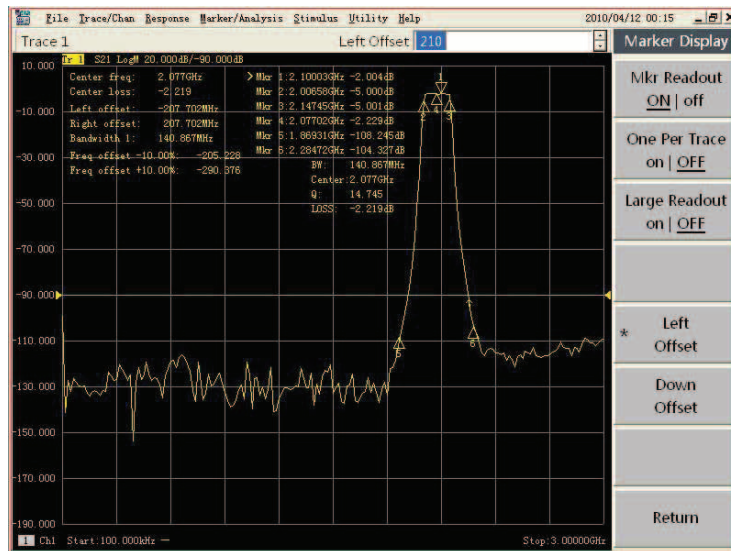 File Trace/Chan Response Marker/Analysis Stimulus Utility Help 2010/04/12 00:15
Trace 1 Left Offset 210 Marker Display
Tr 1 S21 LogM 20.000dB/-90.000dB
10.000
-10.000
-30.000
-50.000
-70.000
-90.000
-110.000
-130.000
-150.000
-170.000
-190.000
Center freq: 2.077GHz
Center loss: -2.219
Left offset: -207.702MHz
Right offset: 207.702MHz
Bandwidth 1: 140.867MHz
Freq offset -10.00%: -205.228
Freq offset +10.00%: -290.376
>Mkr 1:2.10003GHz -2.004dB
Mkr 2:2.00658GHz -5.000dB
Mkr 3:2.14745GHz -5.001dB
Mkr 4:2.07702GHz -2.229dB
Mkr 5:1.86931GHz -108.245dB
Mkr 6:2.28472GHz -104.327dB
BW: 140.867MHz
Center:2.077GHz
Q: 14.745
LOSS: -2.219dB
1
2
4
3
5
6
1 Ch1 Start:100.000kHz — Stop:3.00000GHz
Mkr Readout
ON | off
One Per Trace
on | OFF
Large Readout
on | OFF
* Left
Offset
Down
Offset
Return